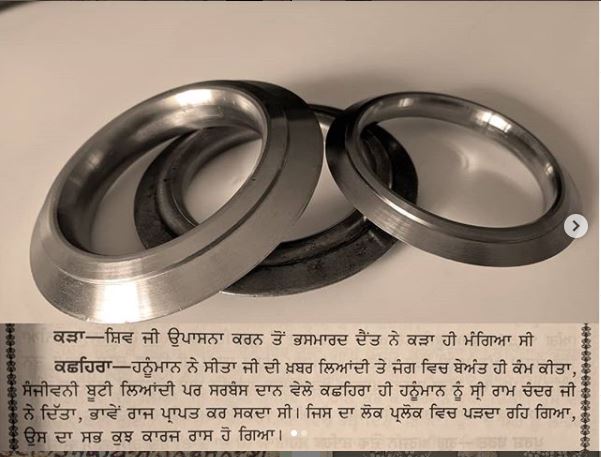 ਕੜਾ—ਸ਼ਿਵ ਜੀ ਉਪਾਸਨਾ ਕਰਨ ਤੋਂ ਭਸਮਾਰਦ ਦੈਂਤ ਨੇ ਕੜਾ ਹੀ ਮੰਗਿਆ ਸੀ
ਕਛਹਿਰਾ—ਹਨੂੰਮਾਨ ਨੇ ਸੀਤਾ ਜੀ ਦੀ ਖ਼ਬਰ ਲਿਆਂਦੀ ਤੇ ਜੰਗ ਵਿਚ ਬੇਅੰਤ ਹੀ ਕੰਮ ਕੀਤਾ,
ਸੰਜੀਵਨੀ ਬੂਟੀ ਲਿਆਂਦੀ ਪਰ ਸਰਬੰਸ ਦਾਨ ਵੇਲੇ ਕਛਹਿਰਾ ਹੀ ਹਨੂੰਮਾਨ ਨੂੰ ਸ੍ਰੀ ਰਾਮ ਚੰਦਰ ਜੀ
ਨੇ ਦਿੱਤਾ, ਭਾਵੇਂ ਰਾਜ ਪ੍ਰਾਪਤ ਕਰ ਸਕਦਾ ਸੀ। ਜਿਸ ਦਾ ਲੋਕ ਪ੍ਰਲੋਕ ਵਿਚ ਪੜਦਾ ਰਹਿ ਗਿਆ,
ਉਸ ਦਾ ਸਭ ਕੁਝ ਕਾਰਜ ਰਾਸ ਹੋ ਗਿਆ।